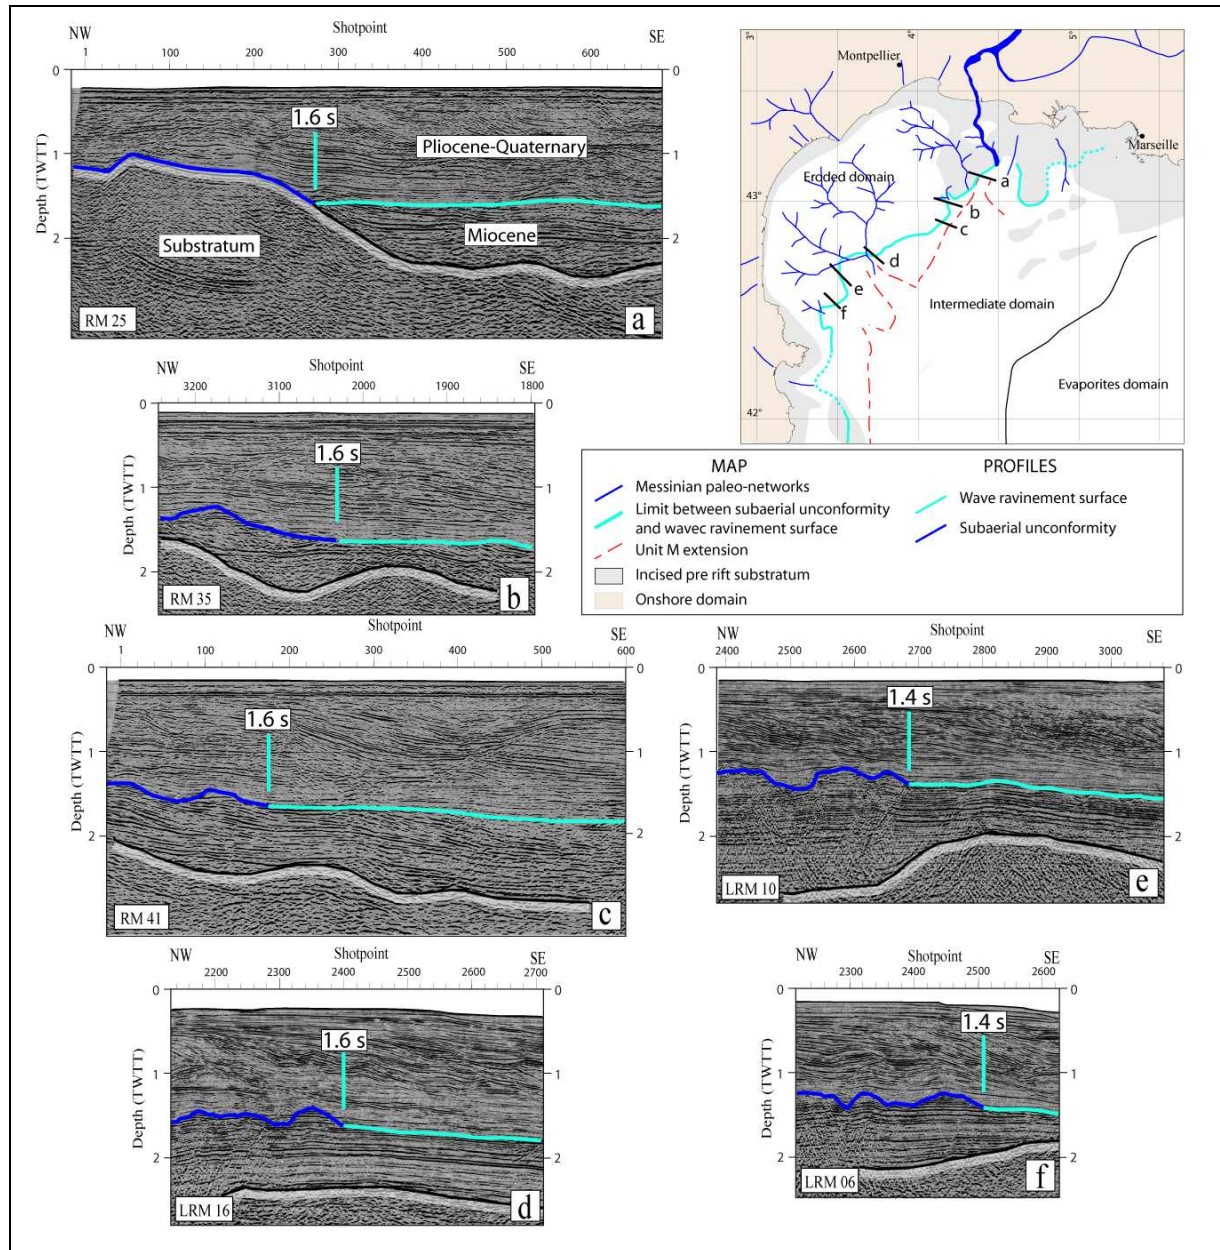 NW
Shotpoint
SE
1 100 200 300 400 500 600
0
1
2
0
1
2
Depth (TWTT)
1.6 s
Pliocene-Quaternary
Miocene
Substratum
RM 25
a
3°
4°
5°
43°
42°
Montpellier
Marseille
Eroded domain
Intermediate domain
Evaporites domain
a
b
c
d
e
f
NW
Shotpoint
SE
3200 3100 2000 1900 1800
0
1
2
0
1
2
Depth (TWTT)
1.6 s
RM 35
b
MAP
Messinian paleo-networks
Limit between subaerial unconformity
and wavec ravinement surface
Unit M extension
Incised pre rift substratum
Onshore domain
PROFILES
Wave ravinement surface
Subaerial unconformity
NW
Shotpoint
SE
1 100 200 300 400 500 600
0
1
2
0
1
2
Depth (TWTT)
1.6 s
RM 41
c
NW
Shotpoint
SE
2400 2500 2600 2700 2800 2900 3000
0
1
2
0
1
2
Depth (TWTT)
1.4 s
LRM 10
e
NW
Shotpoint
SE
2200 2300 2400 2500 2600 2700
0
1
2
0
1
2
Depth (TWTT)
1.6 s
LRM 16
d
NW
Shotpoint
SE
2300 2400 2500 2600
0
1
2
0
1
2
Depth (TWTT)
1.4 s
LRM 06
f